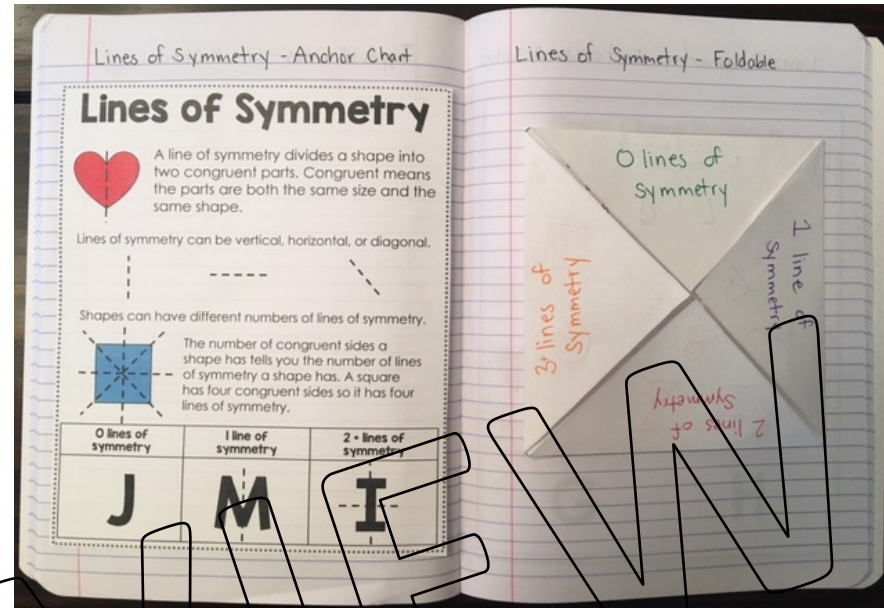 Lines of Symmetry - Anchor Chart
Lines of Symmetry
A line of symmetry divides a shape into
two congruent parts. Congruent means
the parts are both the same size and the
same shape.
Lines of symmetry can be vertical, horizontal, or diagonal.
Shapes can have different numbers of lines of symmetry.
The number of congruent sides a
shape has tells you the number of lines
of symmetry a shape has. A square
has four congruent sides so it has four
lines of symmetry.
0 lines of
symmetry
1 line of
symmetry
2+ lines of
symmetry
J
M
I
Lines of Symmetry - Foldable
0 lines of
symmetry
1 line of
symmetry
2 lines of
symmetry
3+ lines of
symmetry